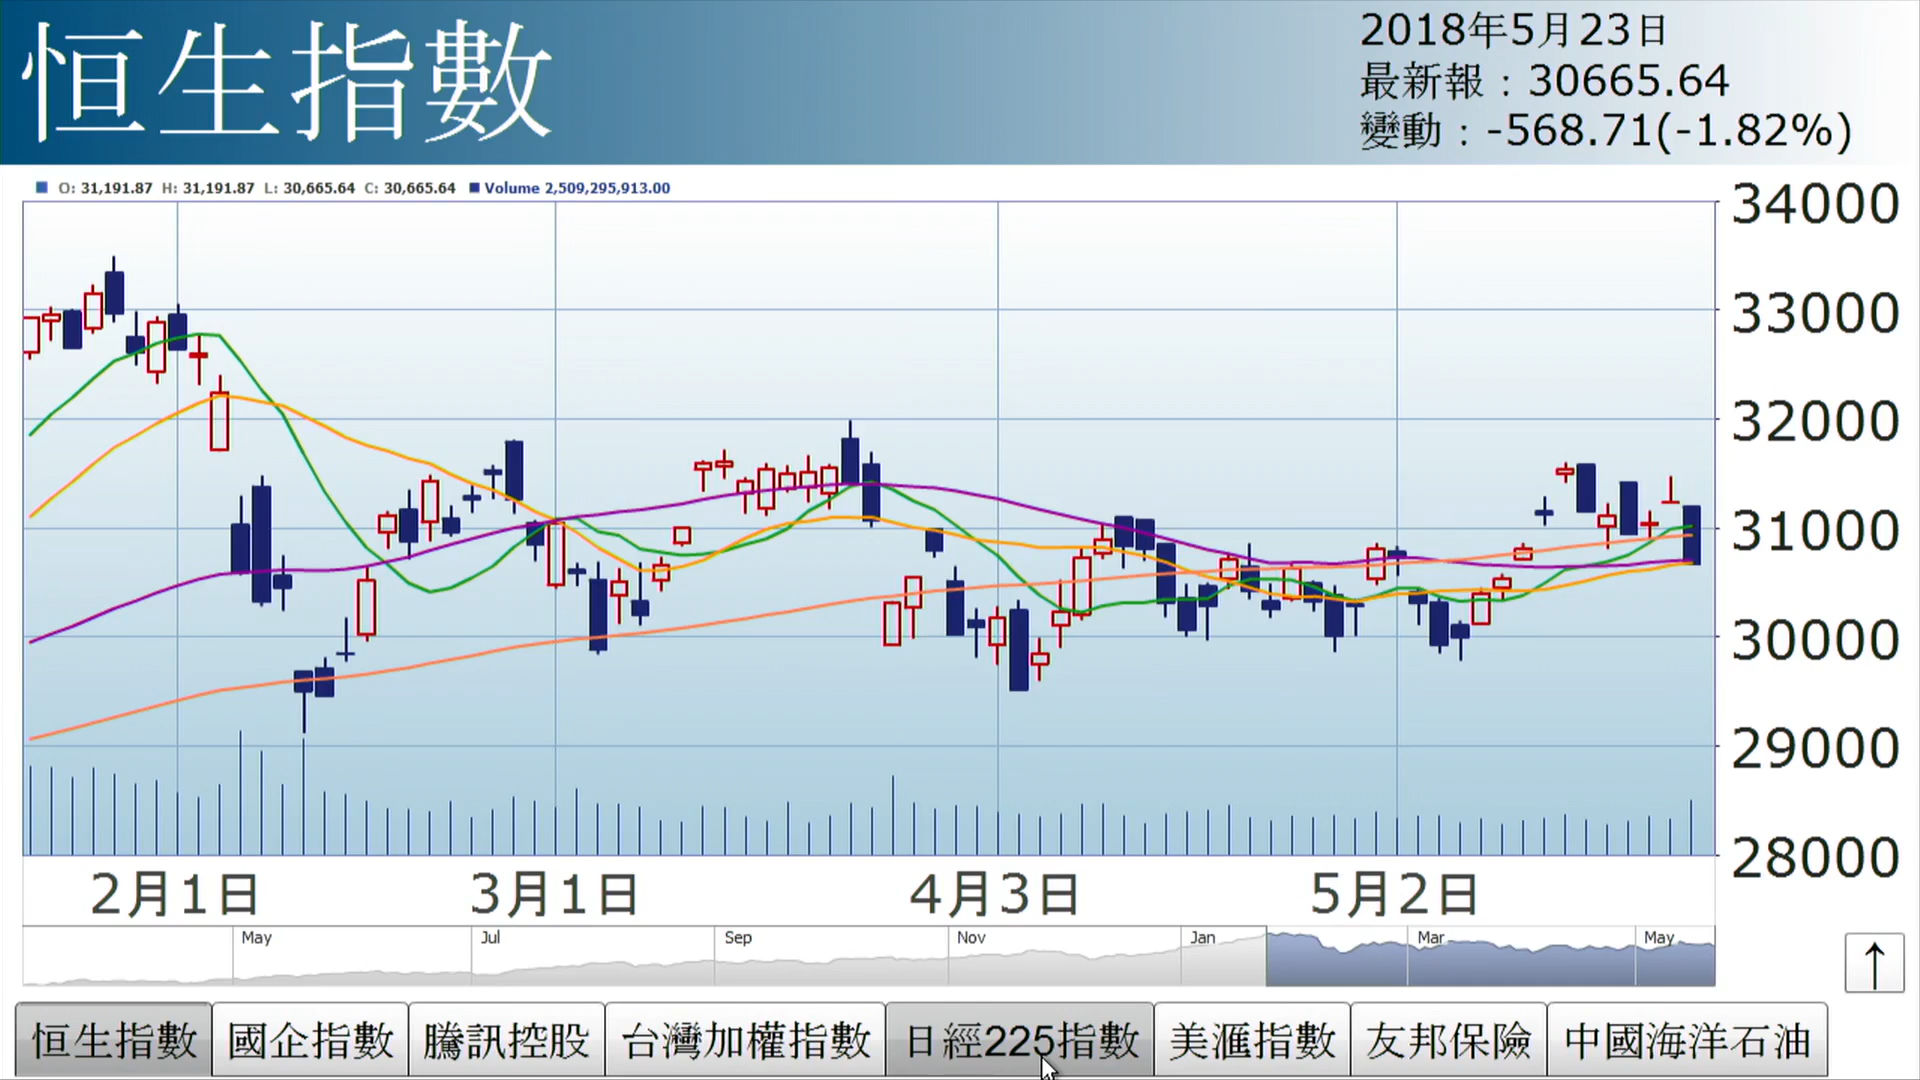 恒生指數
2018年5月23日
最新報：30665.64
變動：-568.71(-1.82%)
O: 31,191.87 H: 31,191.87 L: 30,665.64 C: 30,665.64 Volume 2,509,295,913.00
34000
33000
32000
31000
30000
29000
28000
2月1日 3月1日 4月3日 5月2日
May Jul Sep Nov Jan Mar May
↑
恒生指數 國企指數 騰訊控股 台灣加權指數 日經225指數 美滙指數 友邦保險 中國海洋石油